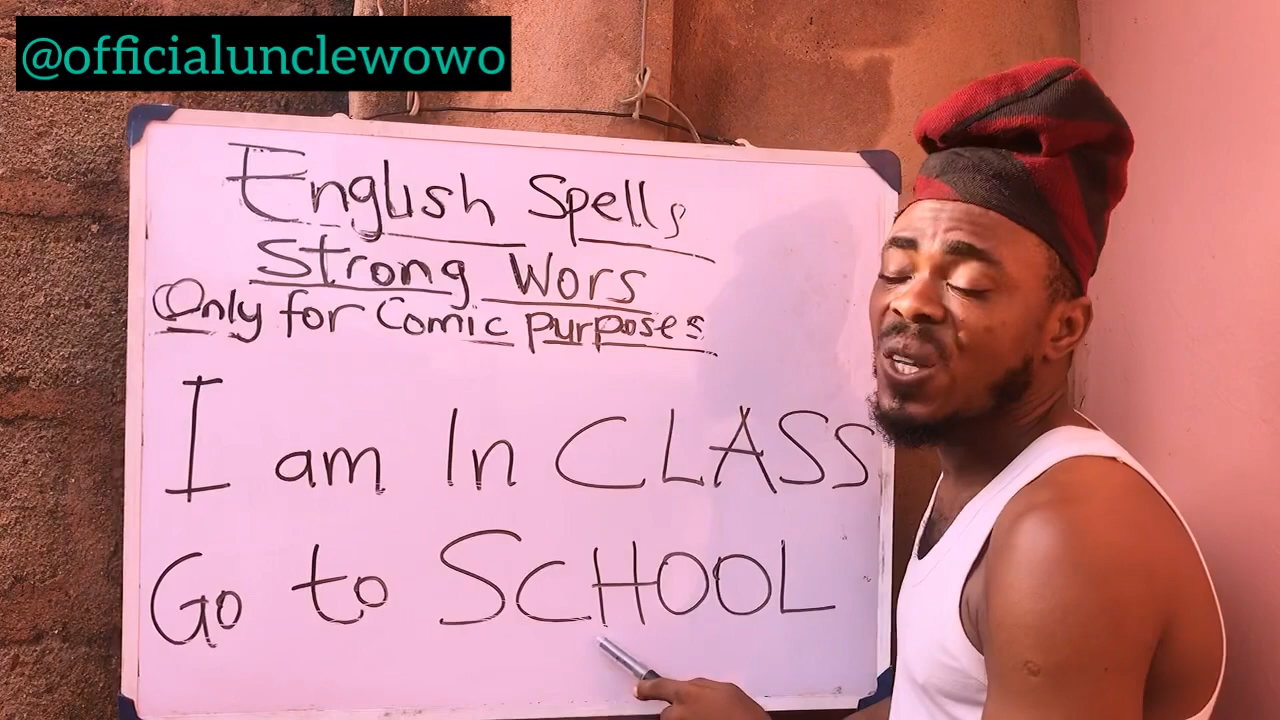 @officialunclewowo
English Spells
Strong Wors
Only for Comic purposes
I am In CLASS
Go to SCHOOL